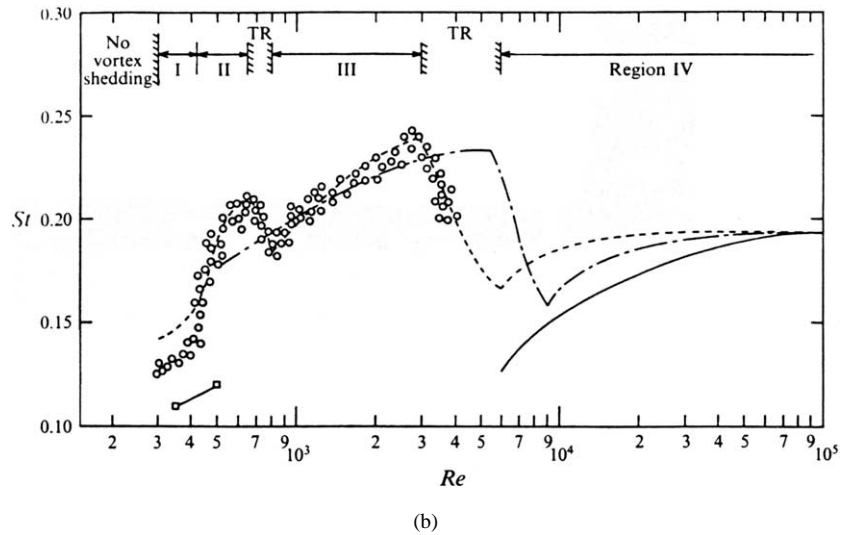 0.30
0.25
0.20
0.15
0.10
St
No
vortex
shedding
I
II
TR
III
TR
Region IV
2 3 4 5 6 7 9 10³ 2 3 4 5 6 7 9 10⁴ 2 3 4 5 6 7 9 10⁵
Re
(b)